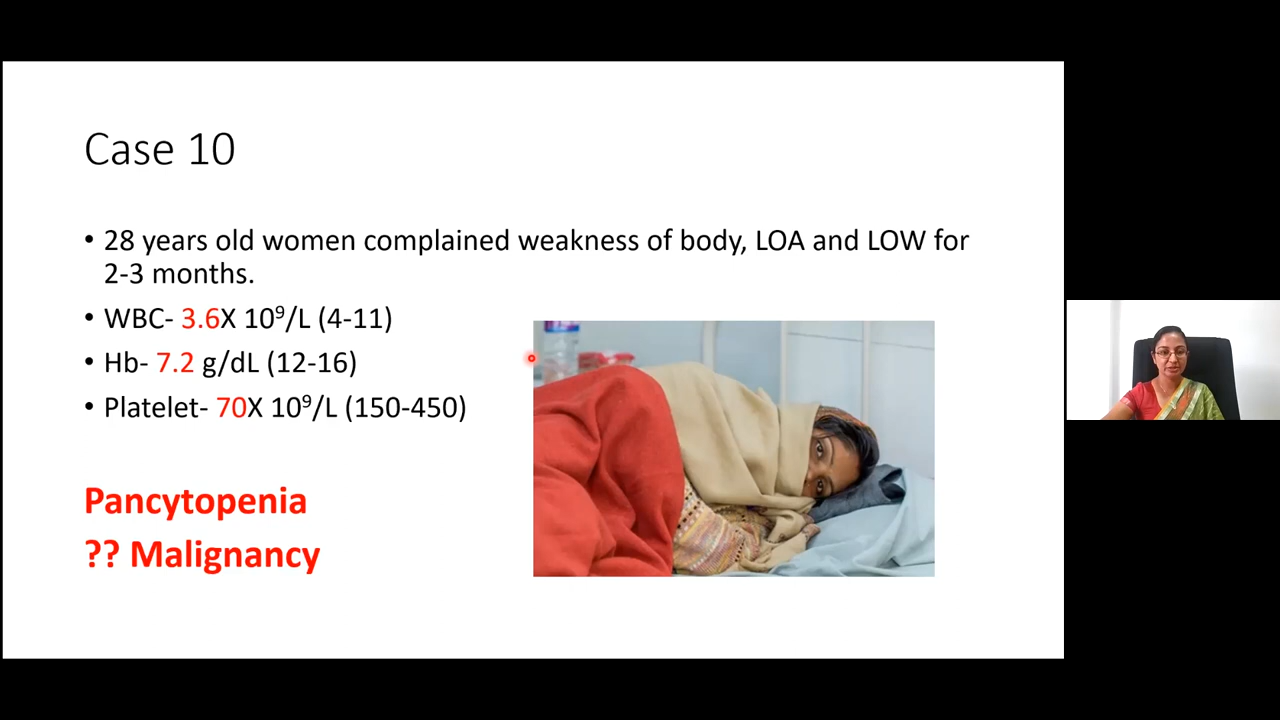 Case 10
• 28 years old women complained weakness of body, LOA and LOW for
2-3 months.
• WBC- 3.6X 10⁹/L (4-11)
• Hb- 7.2 g/dL (12-16)
• Platelet- 70X 10⁹/L (150-450)
Pancytopenia
?? Malignancy